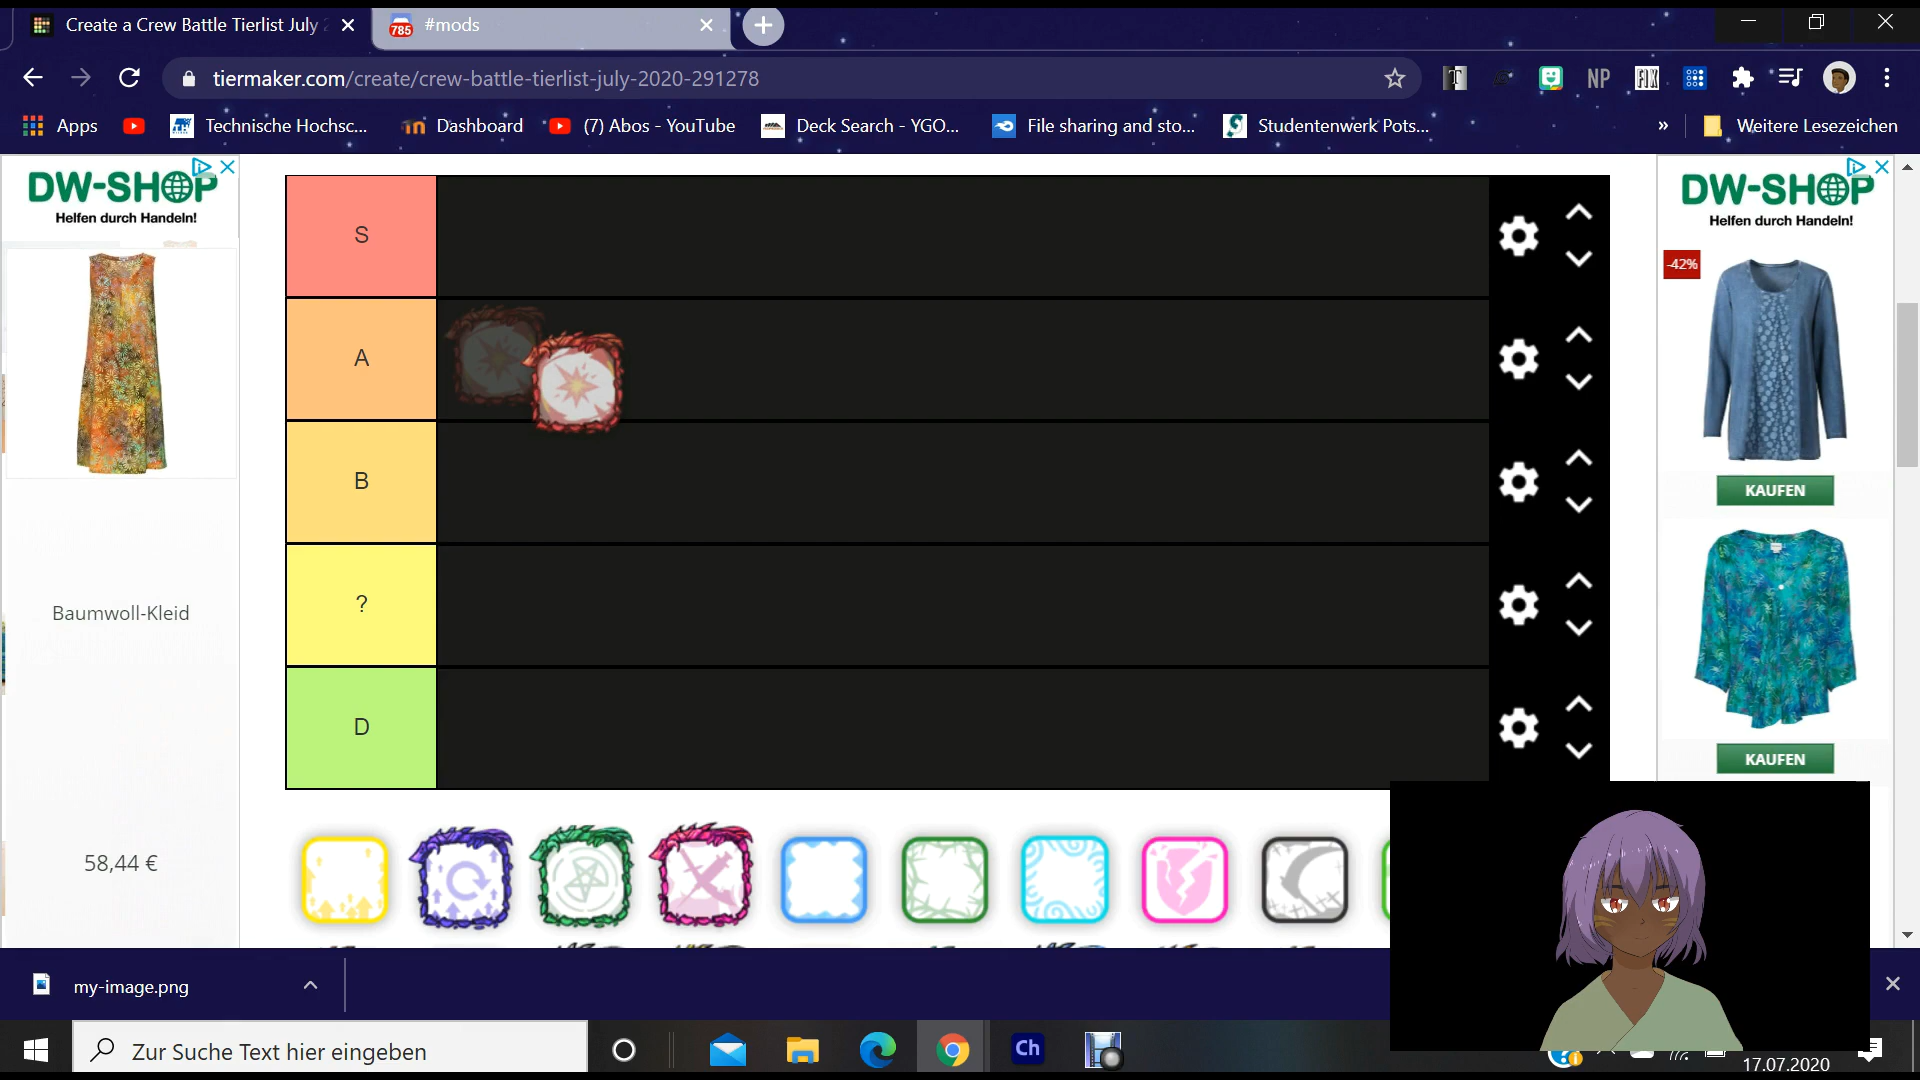 Create a Crew Battle Tierlist July 2
785 #mods
tiermaker.com/create/crew-battle-tierlist-july-2020-291278
T NP FIX
Apps
Technische Hochsc...
Dashboard
(7) Abos - YouTube
Deck Search - YGO...
File sharing and sto...
Studentenwerk Pots...
»
Weitere Lesezeichen
DW-SHOP
Helfen durch Handeln!
Baumwoll-Kleid
58,44 €
S
A
B
?
D
DW-SHOP
Helfen durch Handeln!
-42%
KAUFEN
KAUFEN
my-image.png
Zur Suche Text hier eingeben
Ch
17.07.2020